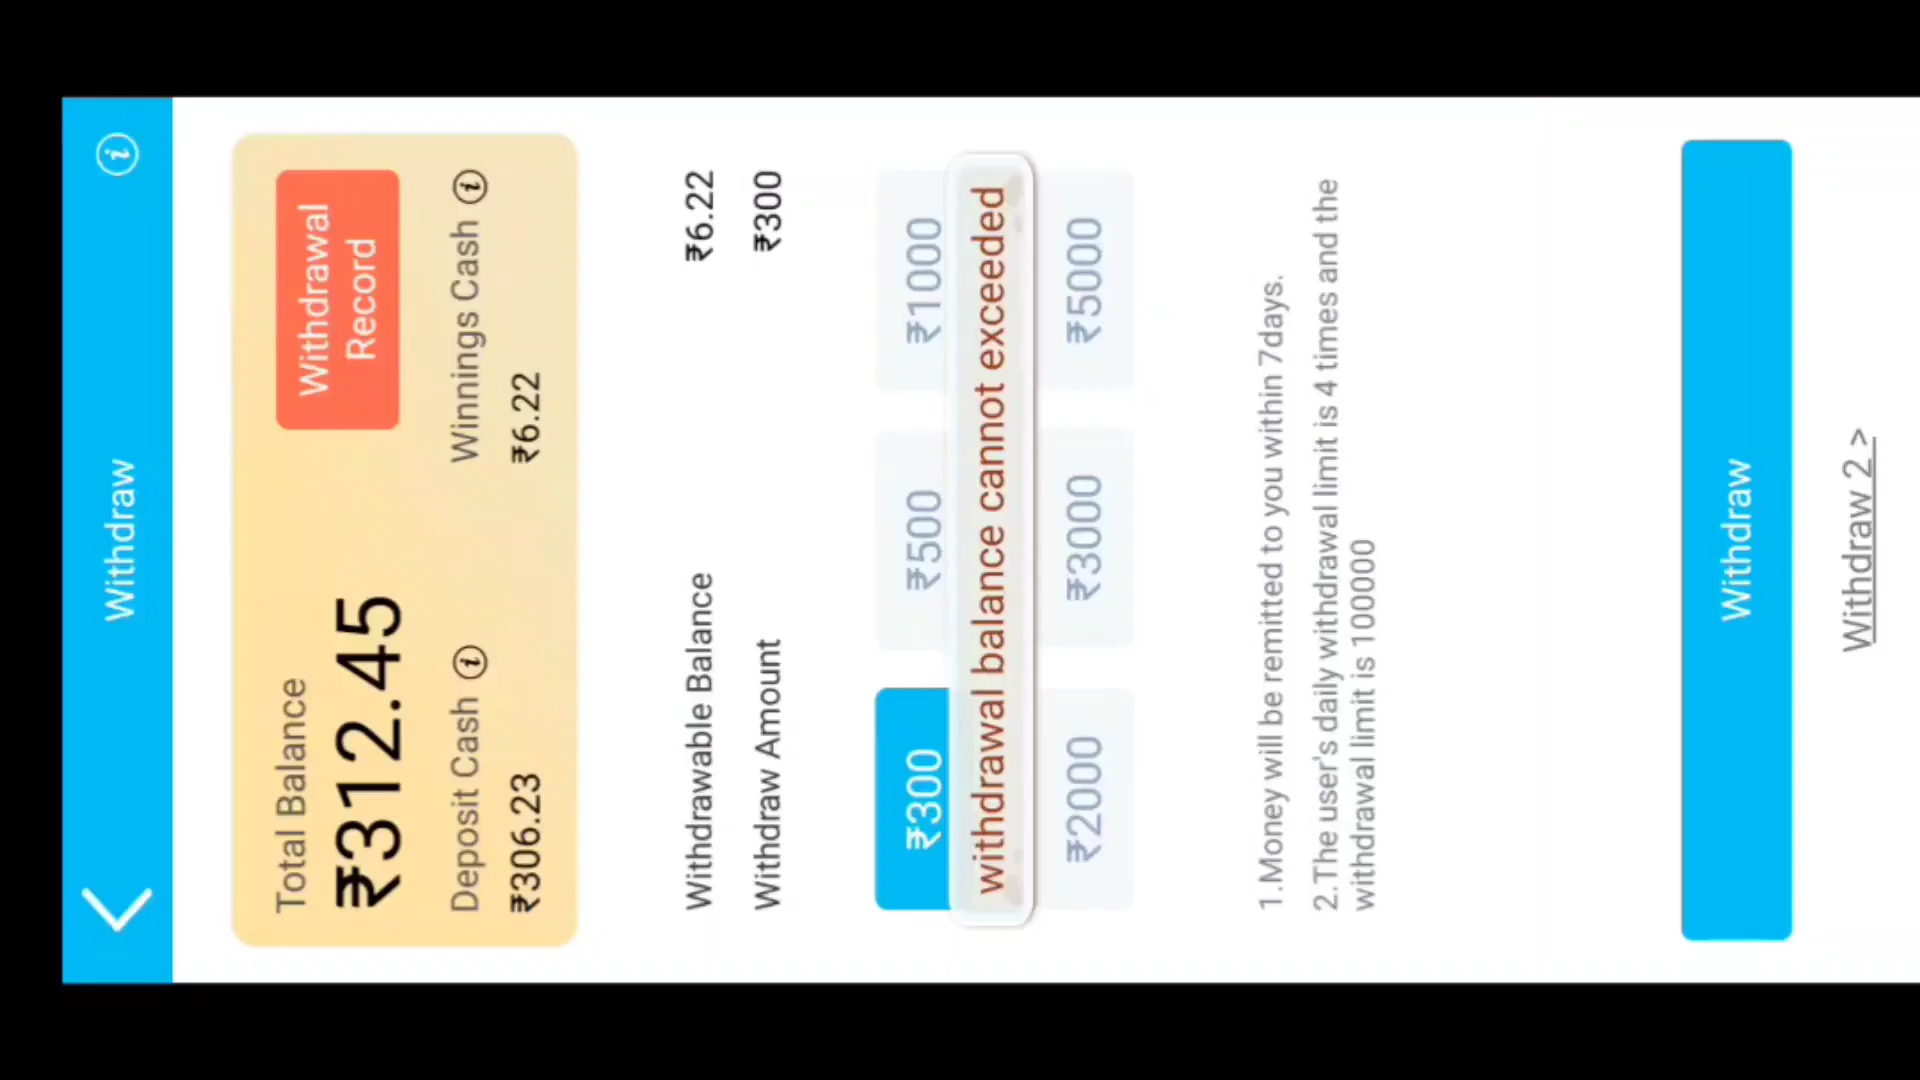 Withdraw
Total Balance
₹312.45
Withdrawal
Record
Deposit Cash
Winnings Cash
₹306.23
₹6.22
Withdrawable Balance
₹6.22
Withdraw Amount
₹300
₹300
₹500
₹1000
withdrawal balance cannot exceeded
₹2000
₹3000
₹5000
1.Money will be remitted to you within 7days.
2.The user's daily withdrawal limit is 4 times and the
withdrawal limit is 100000
Withdraw
Withdraw 2 >